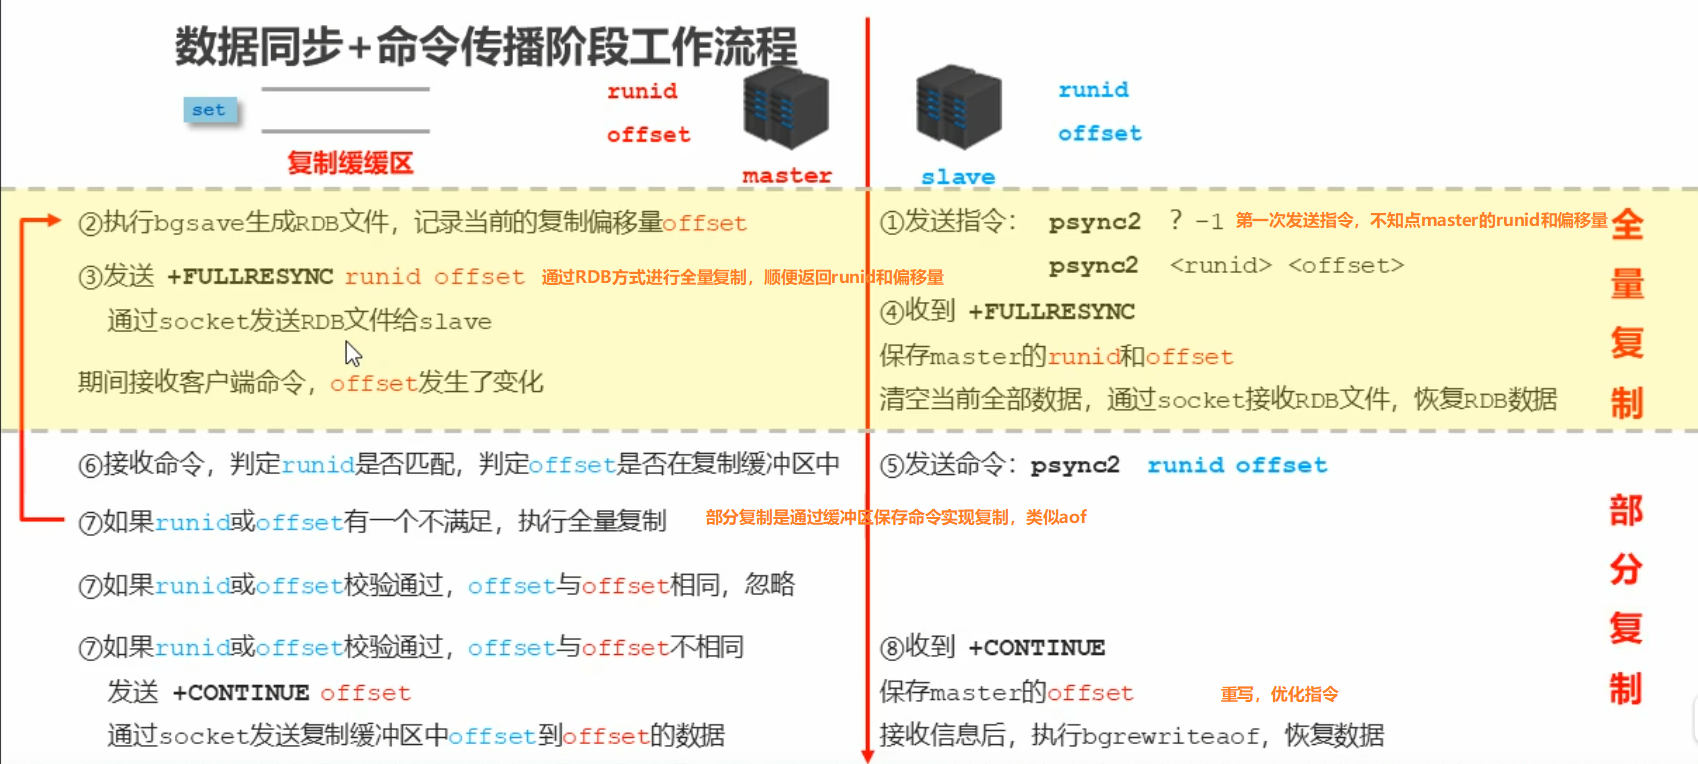 数据同步+命令传播阶段工作流程
set
复制缓缓区
runid
offset
master
runid
offset
slave
②执行bgsave生成RDB文件，记录当前的复制偏移量offset
③发送 +FULLRESYNC runid offset 通过RDB方式进行全量复制，顺便返回runid和偏移量
通过socket发送RDB文件给slave
期间接收客户端命令，offset发生了变化
①发送指令： psync2 ? -1 第一次发送指令，不知点master的runid和偏移量
psync2 <runid> <offset>
④收到 +FULLRESYNC
保存master的runid和offset
清空当前全部数据，通过socket接收RDB文件，恢复RDB数据
全量复制
⑥接收命令，判定runid是否匹配，判定offset是否在复制缓冲区中
⑦如果runid或offset有一个不满足，执行全量复制 部分复制是通过缓冲区保存命令实现复制，类似aof
⑦如果runid或offset校验通过，offset与offset相同，忽略
⑦如果runid或offset校验通过，offset与offset不相同
发送 +CONTINUE offset
通过socket发送复制缓冲区中offset到offset的数据
⑤发送命令：psync2 runid offset
⑧收到 +CONTINUE
保存master的offset 重写，优化指令
接收信息后，执行bgrewriteaof，恢复数据
部分复制